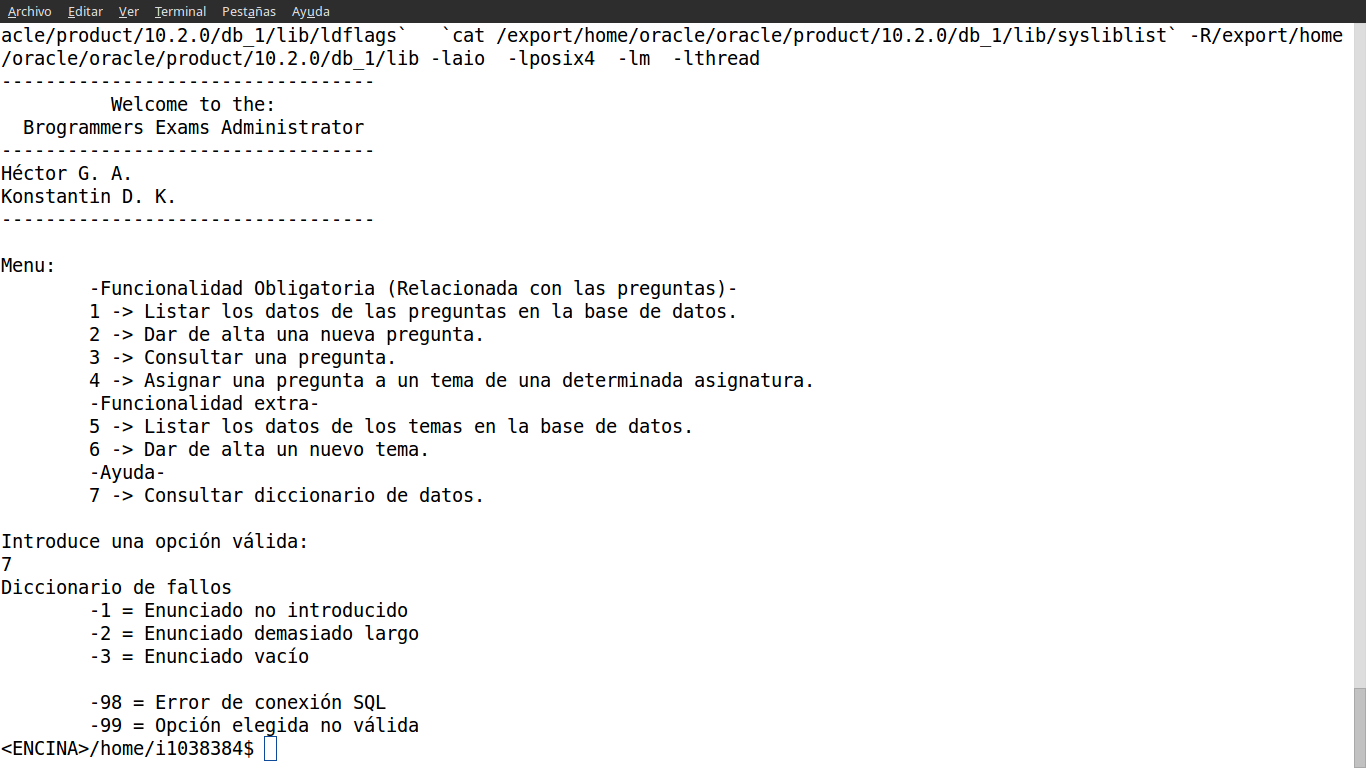 Archivo Editar Ver Terminal Pestañas Ayuda
acle/product/10.2.0/db_1/lib/ldflags`   `cat /export/home/oracle/oracle/product/10.2.0/db_1/lib/sysliblist` -R/export/home
/oracle/oracle/product/10.2.0/db_1/lib -laio  -lposix4  -lm  -lthread
----------------------------------
          Welcome to the:
  Brogrammers Exams Administrator
----------------------------------
Héctor G. A.
Konstantin D. K.
----------------------------------
Menu:
        -Funcionalidad Obligatoria (Relacionada con las preguntas)-
        1 -> Listar los datos de las preguntas en la base de datos.
        2 -> Dar de alta una nueva pregunta.
        3 -> Consultar una pregunta.
        4 -> Asignar una pregunta a un tema de una determinada asignatura.
        -Funcionalidad extra-
        5 -> Listar los datos de los temas en la base de datos.
        6 -> Dar de alta un nuevo tema.
        -Ayuda-
        7 -> Consultar diccionario de datos.
Introduce una opción válida:
7
Diccionario de fallos
        -1 = Enunciado no introducido
        -2 = Enunciado demasiado largo
        -3 = Enunciado vacío
        -98 = Error de conexión SQL
        -99 = Opción elegida no válida
<ENCINA>/home/i1038384$